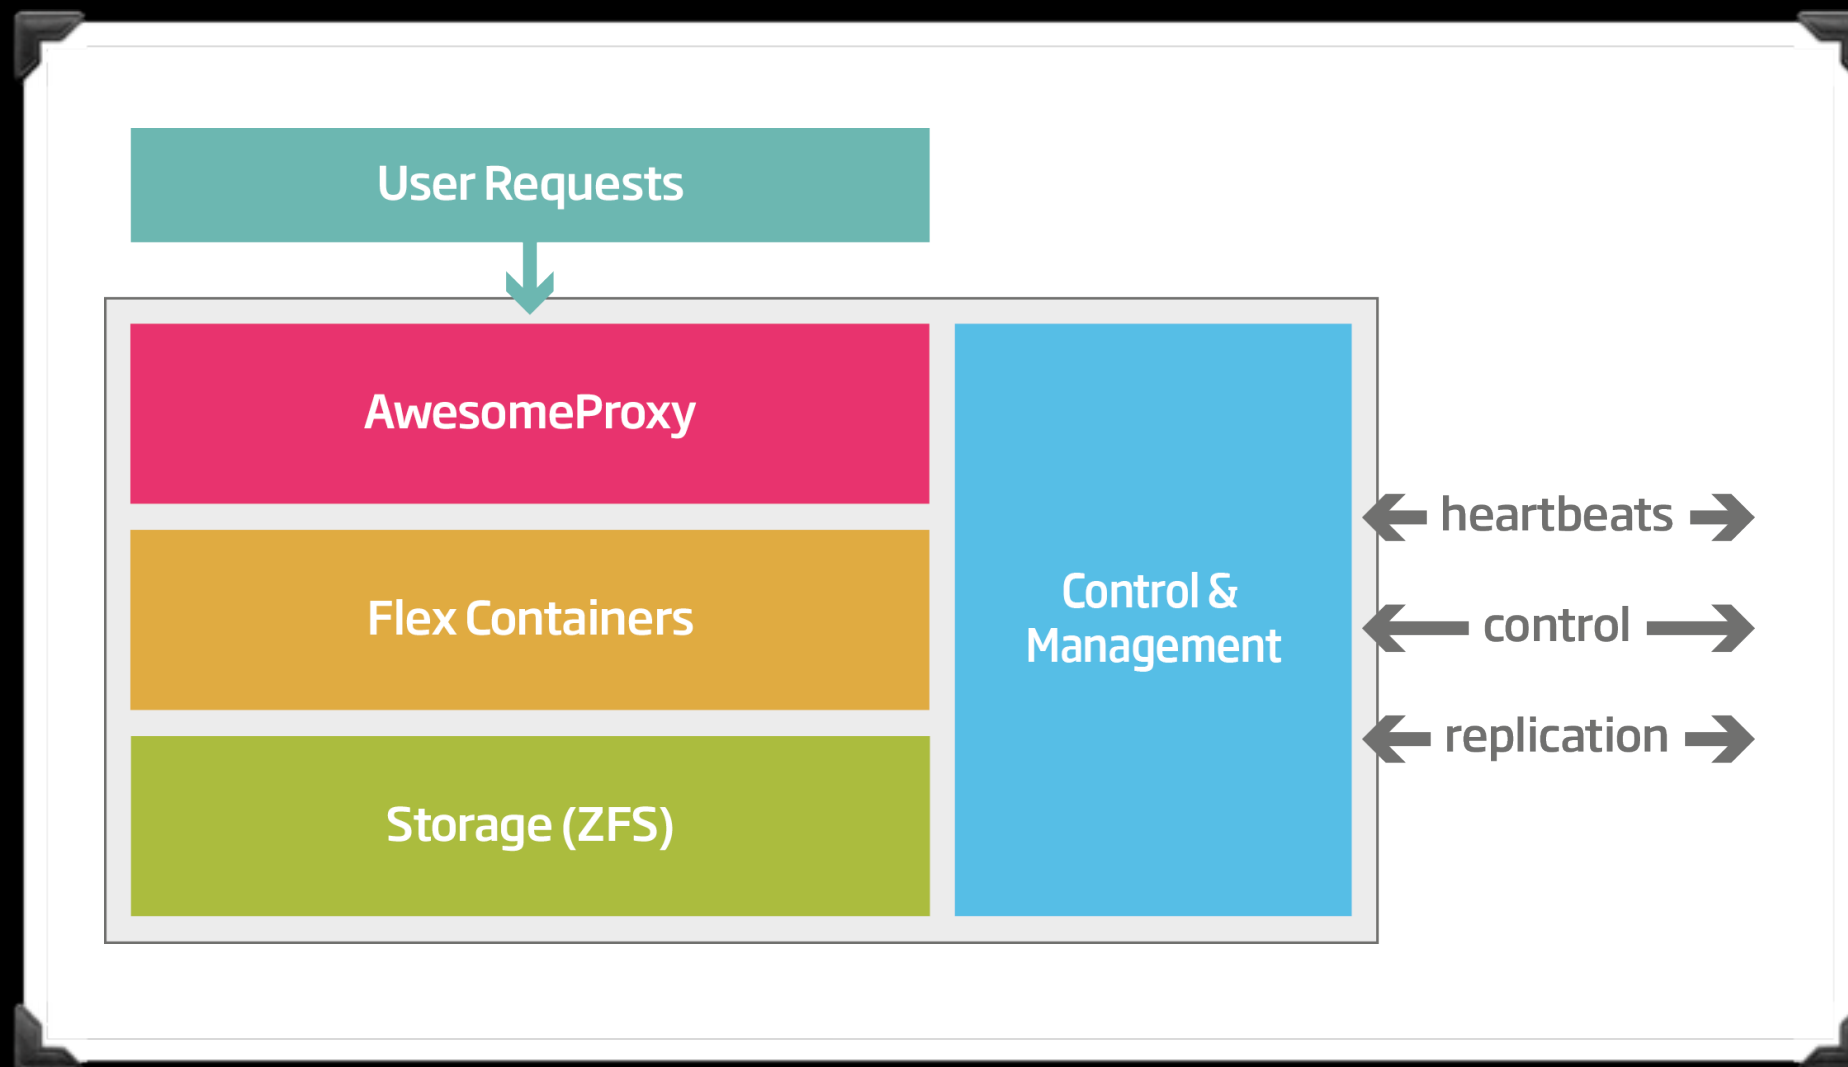 User Requests
AwesomeProxy
Flex Containers
Storage (ZFS)
Control &
Management
heartbeats
control
replication